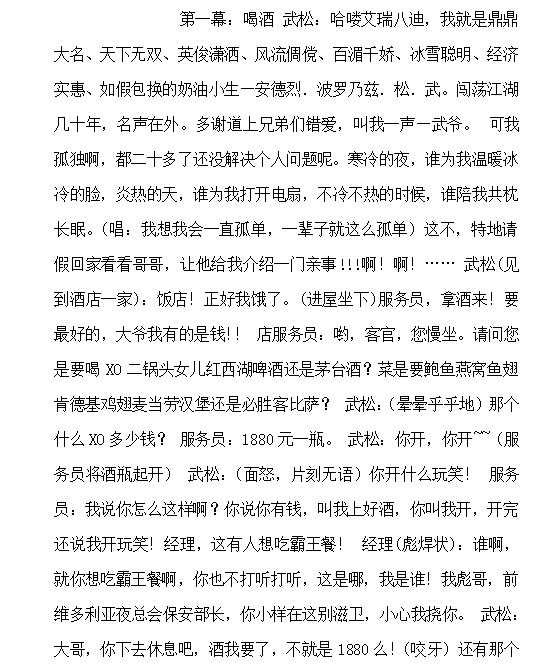 第一幕：喝酒 武松：哈喽艾瑞八迪，我就是鼎鼎
大名、天下无双、英俊潇洒、风流倜傥、百湄千娇、冰雪聪明、经济
实惠、如假包换的奶油小生一安德烈．波罗乃兹．松．武。闯荡江湖
几十年，名声在外。多谢道上兄弟们错爱，叫我一声一武爷。 可我
孤独啊，都二十多了还没解决个人问题呢。寒冷的夜，谁为我温暖冰
冷的脸，炎热的天，谁为我打开电扇，不冷不热的时候，谁陪我共枕
长眠。（唱：我想我会一直孤单，一辈子就这么孤单）这不，特地请
假回家看看哥哥，让他给我介绍一门亲事!!!啊！啊！…… 武松(见
到酒店一家)：饭店！正好我饿了。(进屋坐下)服务员，拿酒来！要
最好的，大爷我有的是钱!！ 店服务员：哟，客官，您慢坐。请问您
是要喝 XO 二锅头女儿红西湖啤酒还是茅台酒？菜是要鲍鱼燕窝鱼翅
肯德基鸡翅麦当劳汉堡还是必胜客比萨？ 武松：（晕晕乎乎地）那个
什么XO多少钱？ 服务员：1880元一瓶。 武松：你开，你开~~（服
务员将酒瓶起开） 武松：（面怒，片刻无语）你开什么玩笑！ 服务
员：我说你怎么这样啊？你说你有钱，叫我上好酒，你叫我开，开完
还说我开玩笑！经理，这有人想吃霸王餐！ 经理(彪焊状)：谁啊，
就你想吃霸王餐啊，你也不打听打听，这是哪，我是谁！我彪哥，前
维多利亚夜总会保安部长，你小样在这别滋卫，小心我挠你。 武松：
大哥，你下去休息吧，酒我要了，不就是1880么！(咬牙）还有那个